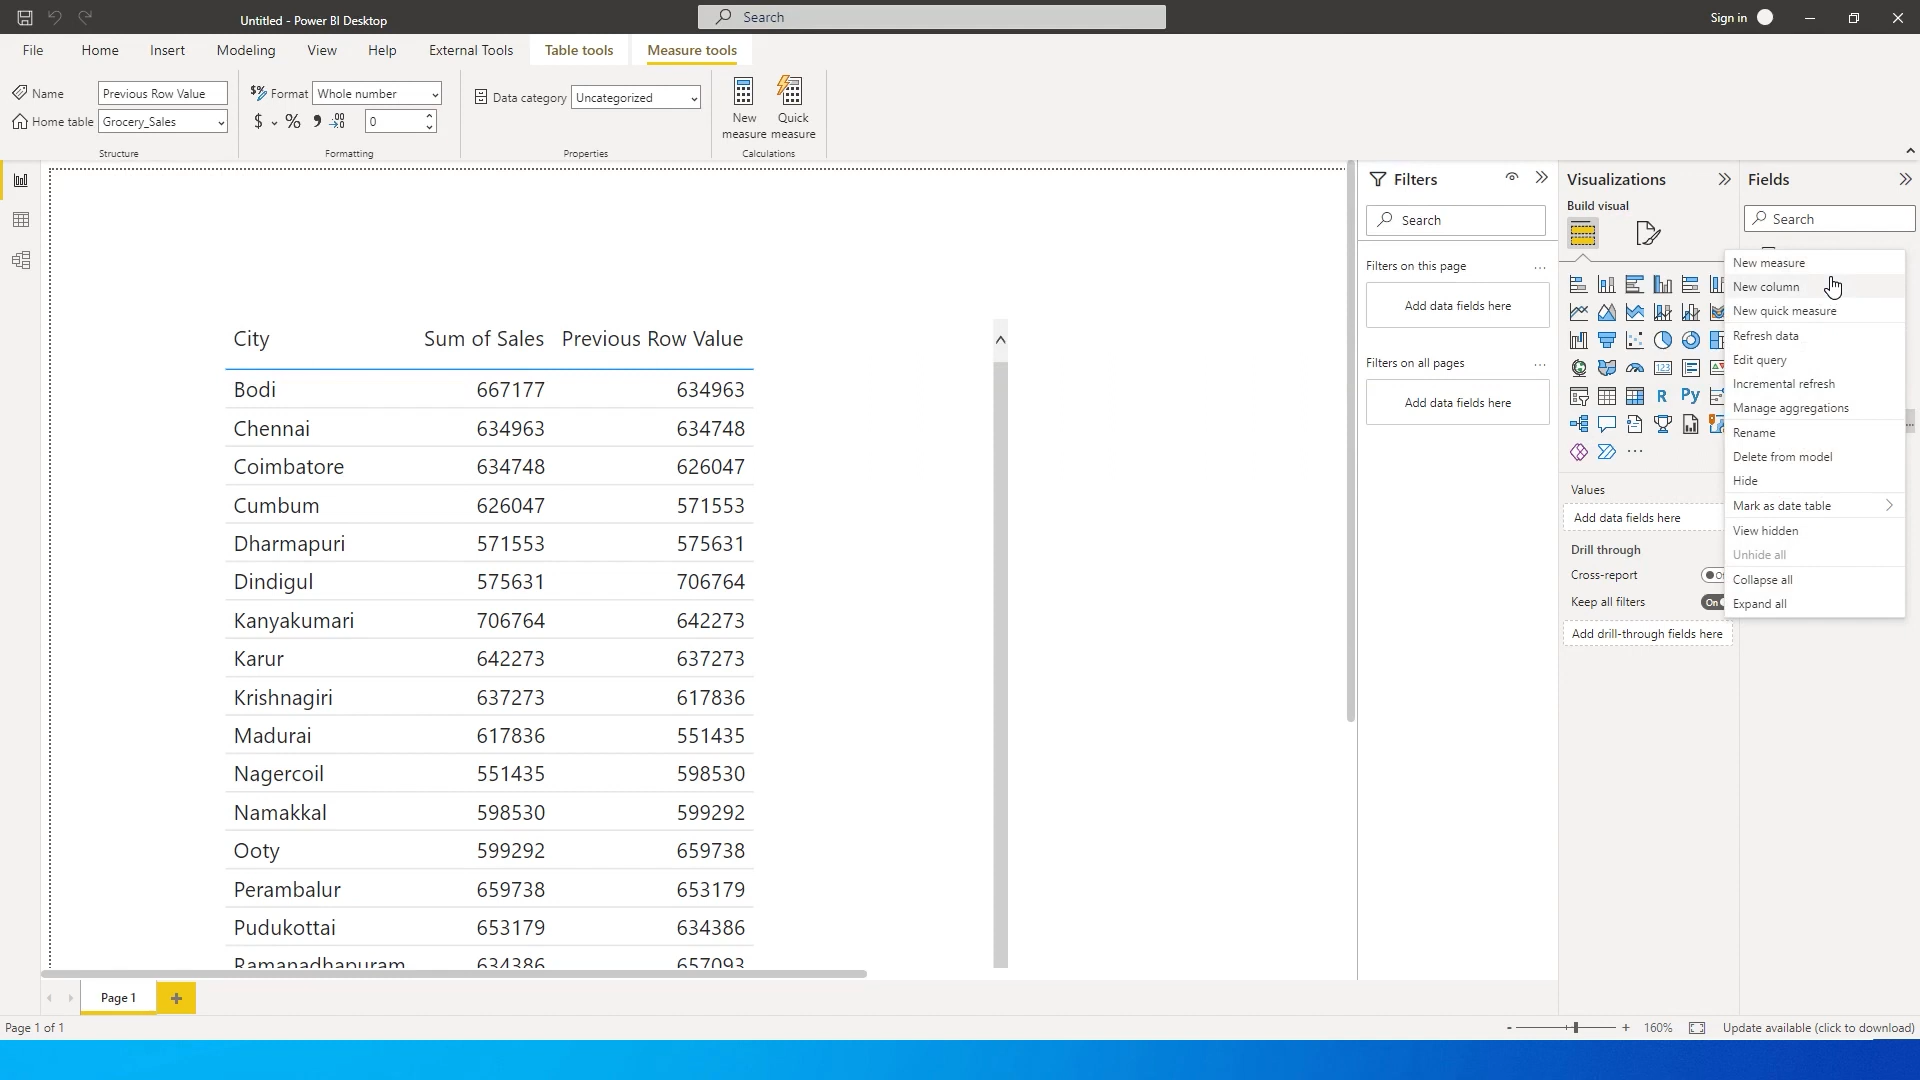 Untitled - Power BI Desktop
Search
Sign in
File
Home
Insert
Modeling
View
Help
External Tools
Table tools
Measure tools
Name
Previous Row Value
Home table
Grocery_Sales
Structure
$% Format
Whole number
$ % 9 .00
0
Formatting
Data category
Uncategorized
Properties
New measure
Quick measure
Calculations
City Sum of Sales Previous Row Value
Bodi 667177 634963
Chennai 634963 634748
Coimbatore 634748 626047
Cumbum 626047 571553
Dharmapuri 571553 575631
Dindigul 575631 706764
Kanyakumari 706764 642273
Karur 642273 637273
Krishnagiri 637273 617836
Madurai 617836 551435
Nagercoil 551435 598530
Namakkal 598530 599292
Ooty 599292 659738
Perambalur 659738 653179
Pudukottai 653179 634386
Ramanadhapuram 634386 657093
Filters
Search
Filters on this page ...
Add data fields here
Filters on all pages ...
Add data fields here
Visualizations
Build visual
123
R Py
...
Values
Add data fields here
Drill through
Cross-report
Keep all filters On
Add drill-through fields here
Fields
Search
New measure
New column
New quick measure
Refresh data
Edit query
Incremental refresh
Manage aggregations
Rename
Delete from model
Hide
Mark as date table
View hidden
Unhide all
Collapse all
Expand all
Page 1
+
Page 1 of 1
- + 160%
Update available (click to download)